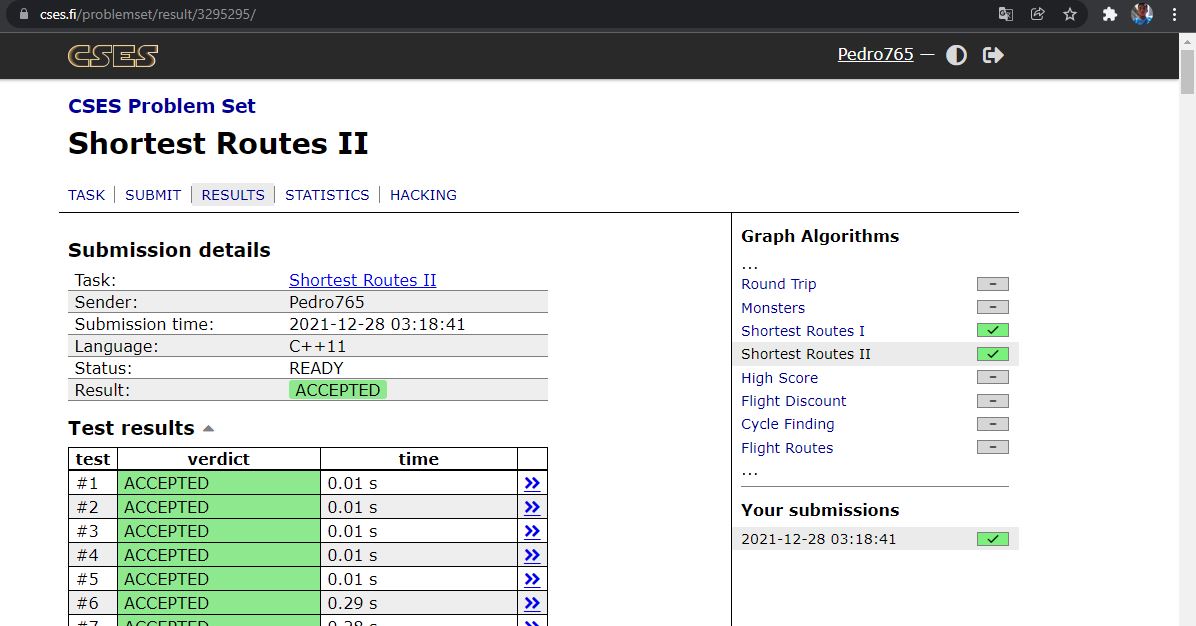 cses.fi/problemset/result/3295295/
CSES
Pedro765 —
CSES Problem Set
Shortest Routes II
TASK | SUBMIT | RESULTS | STATISTICS | HACKING
Submission details
Task: Shortest Routes II
Sender: Pedro765
Submission time: 2021-12-28 03:18:41
Language: C++11
Status: READY
Result: ACCEPTED
Test results
test verdict time
#1 ACCEPTED 0.01 s »
#2 ACCEPTED 0.01 s »
#3 ACCEPTED 0.01 s »
#4 ACCEPTED 0.01 s »
#5 ACCEPTED 0.01 s »
#6 ACCEPTED 0.29 s »
#7 ACCEPTED 0.28 s »
Graph Algorithms
...
Round Trip –
Monsters –
Shortest Routes I ✓
Shortest Routes II ✓
High Score –
Flight Discount –
Cycle Finding –
Flight Routes –
...
Your submissions
2021-12-28 03:18:41 ✓